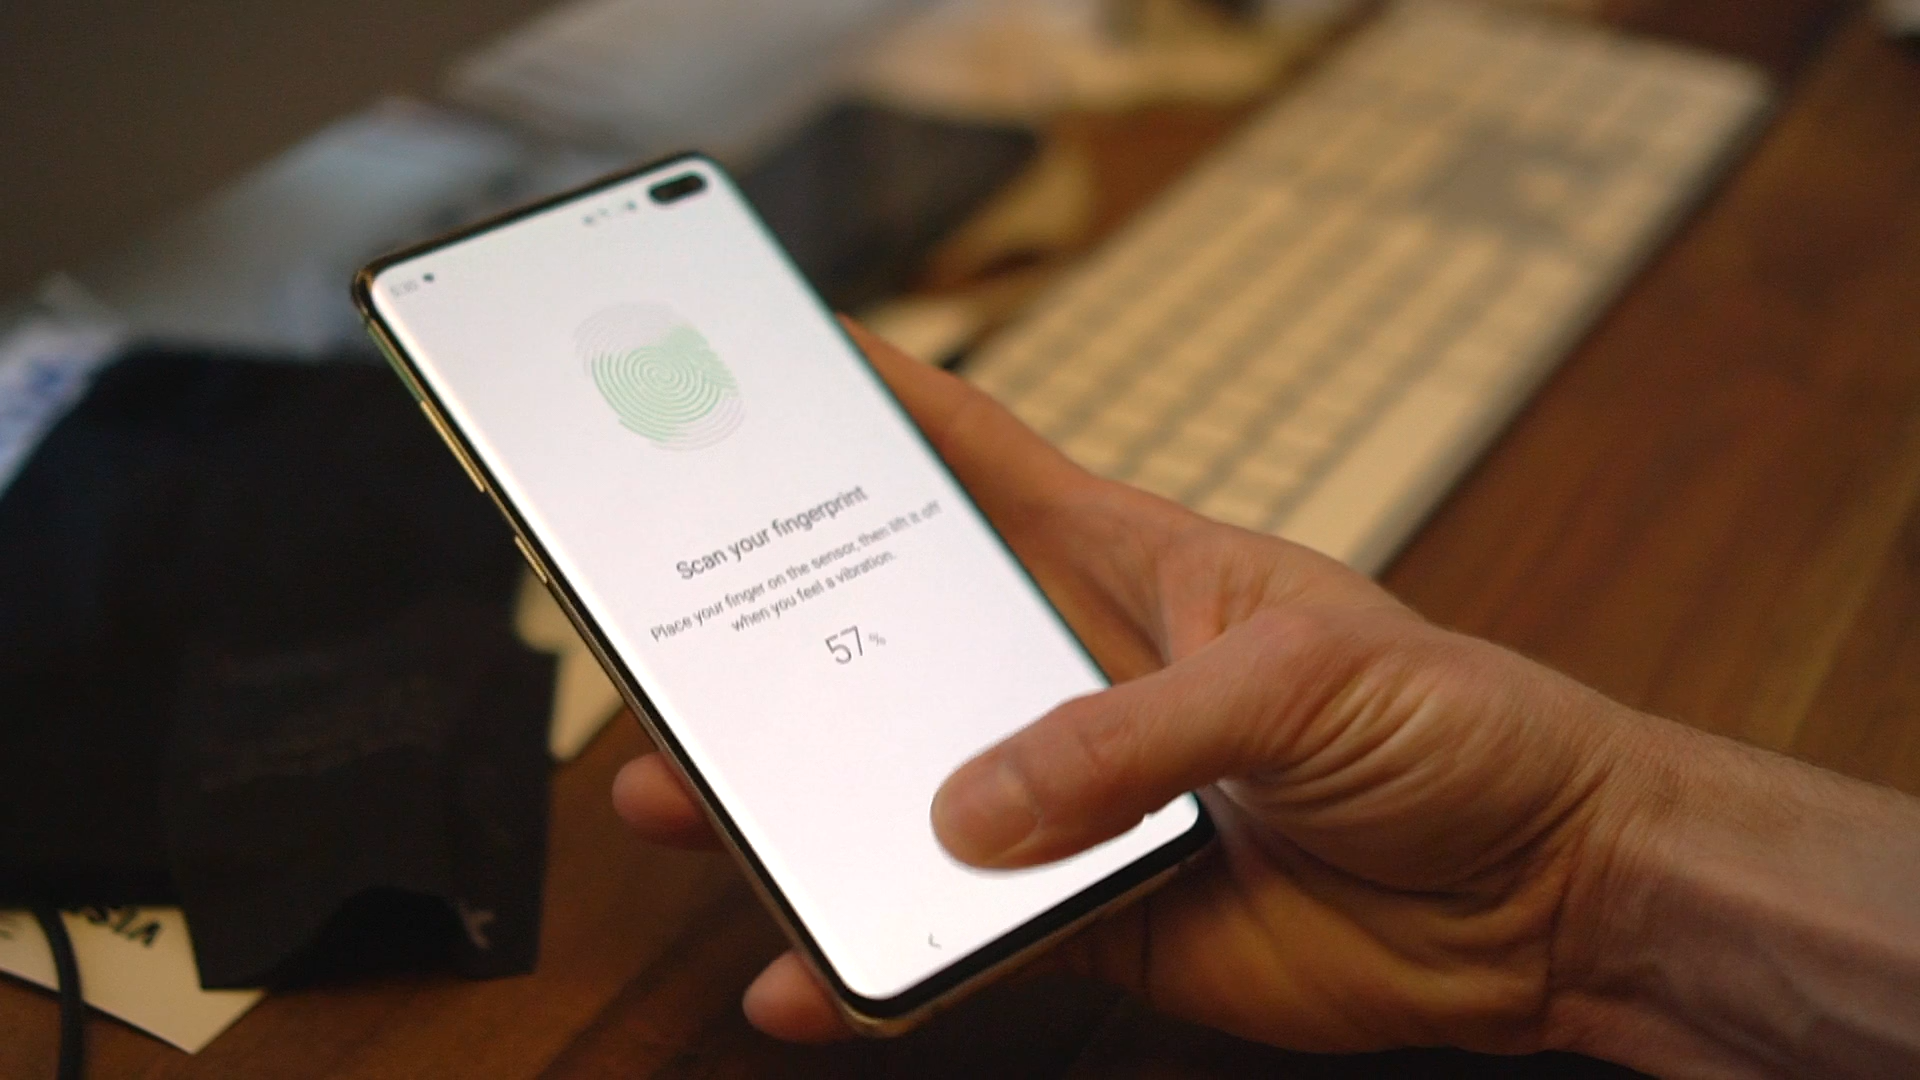 Scan your fingerprint
Place your finger on the sensor, then lift it off
when you feel a vibration.
57%